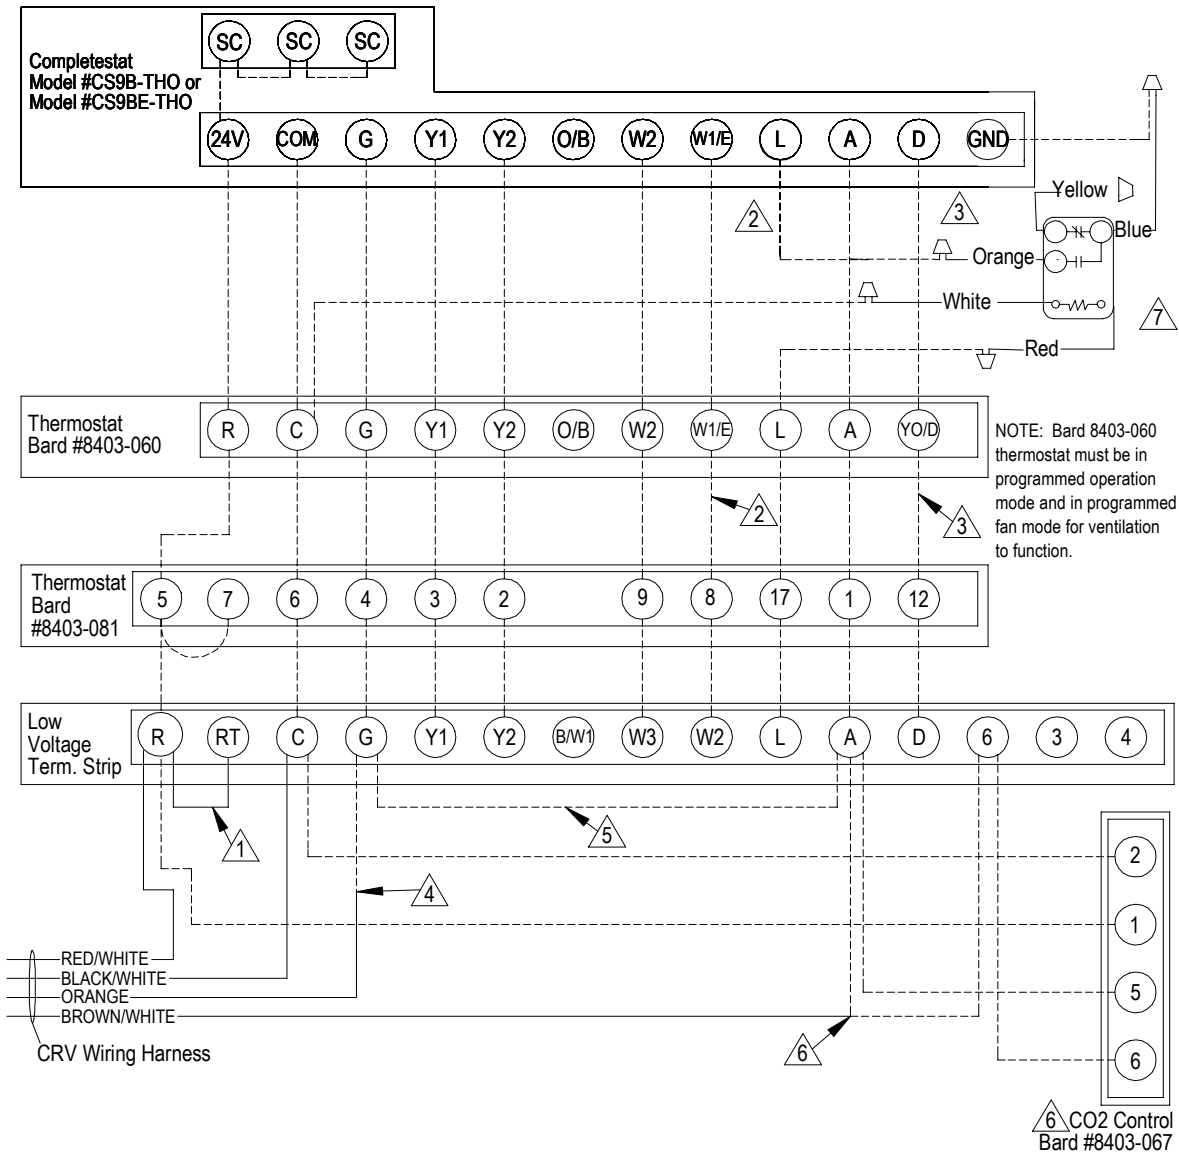 SC SC SC
Completestat
Model #CS9B-THO or
Model #CS9BE-THO
24V COM G Y1 Y2 O/B W2 W1/E L A D GND
Yellow
2
3
Blue
Orange
White
7
Red
Thermostat
Bard #8403-060
R C G Y1 Y2 O/B W2 W1/E L A YO/D
NOTE: Bard 8403-060
thermostat must be in
programmed operation
mode and in programmed
fan mode for ventilation
to function.
2
3
Thermostat
Bard
#8403-081
5 7 6 4 3 2 9 8 17 1 12
Low
Voltage
Term. Strip
R RT C G Y1 Y2 B/W1 W3 W2 L A D 6 3 4
1
5
4
2
1
5
6
RED/WHITE
BLACK/WHITE
ORANGE
BROWN/WHITE
CRV Wiring Harness
6
6 CO2 Control
Bard #8403-067